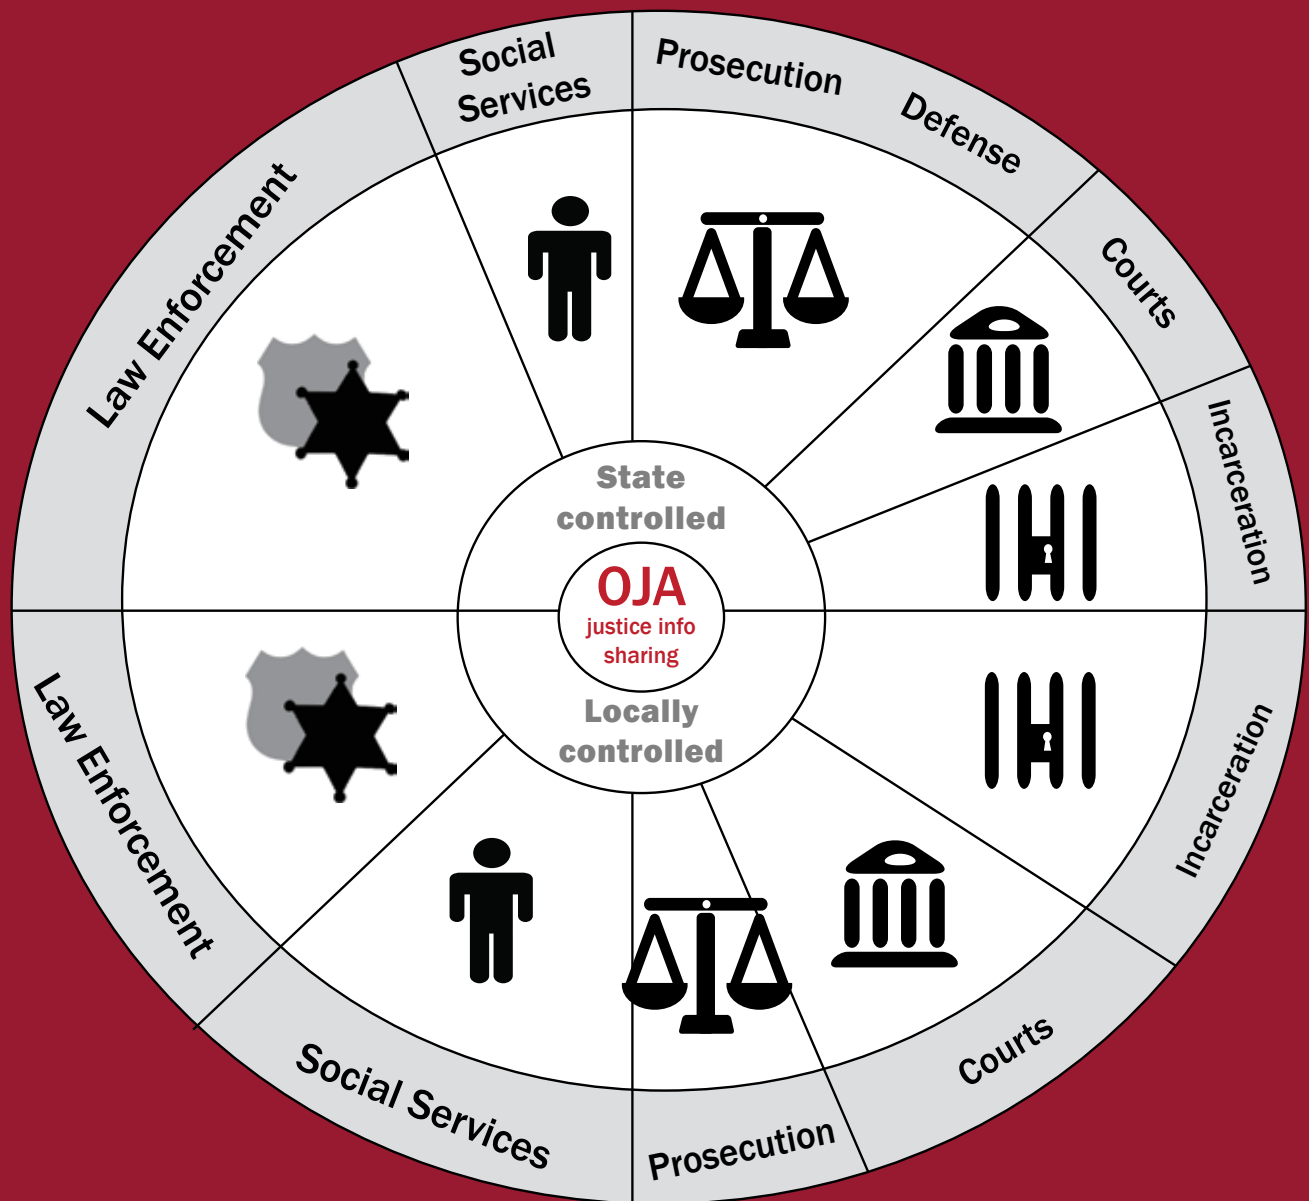 Social
Services
Prosecution
Defense
Courts
Incarceration
Law Enforcement
State
controlled
OJA
justice info
sharing
Locally
controlled
Law Enforcement
Social Services
Prosecution
Courts
Incarceration